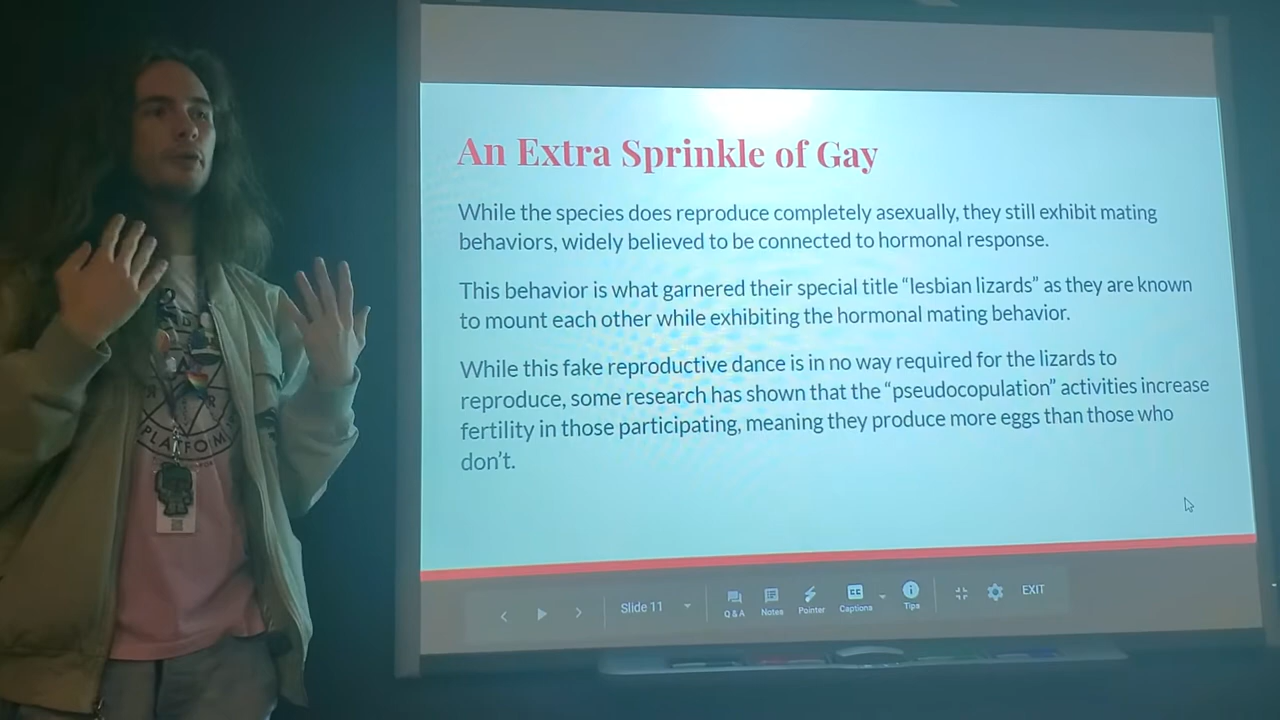 An Extra Sprinkle of Gay
While the species does reproduce completely asexually, they still exhibit mating
behaviors, widely believed to be connected to hormonal response.
This behavior is what garnered their special title “lesbian lizards” as they are known
to mount each other while exhibiting the hormonal mating behavior.
While this fake reproductive dance is in no way required for the lizards to
reproduce, some research has shown that the “pseudocopulation” activities increase
fertility in those participating, meaning they produce more eggs than those who
don’t.
PLATFORM
Slide 11
Q & A Notes Pointer CC Captions Tips EXIT